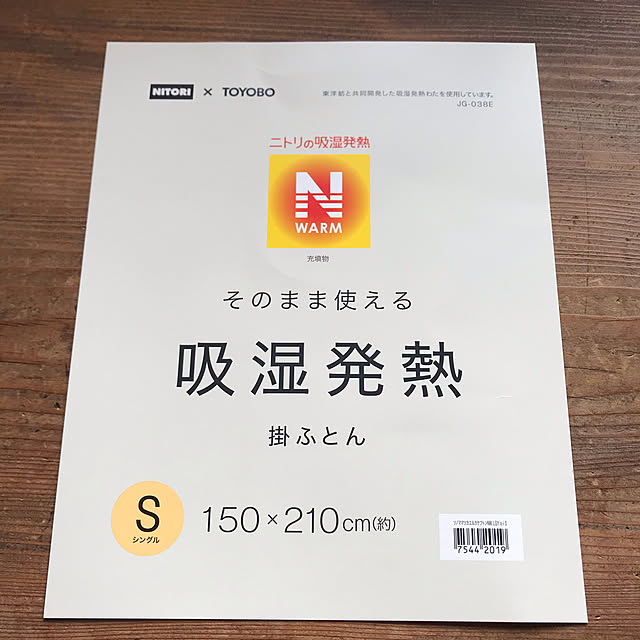 NITORI × TOYOBO
東洋紡と共同開発した吸湿発熱わたを使用しています。
JG-038E
ニトリの吸湿発熱
N
WARM
充填物
そのまま使える
吸湿発熱
掛ふとん
S
シングル
150×210cm(約)
7544 2019